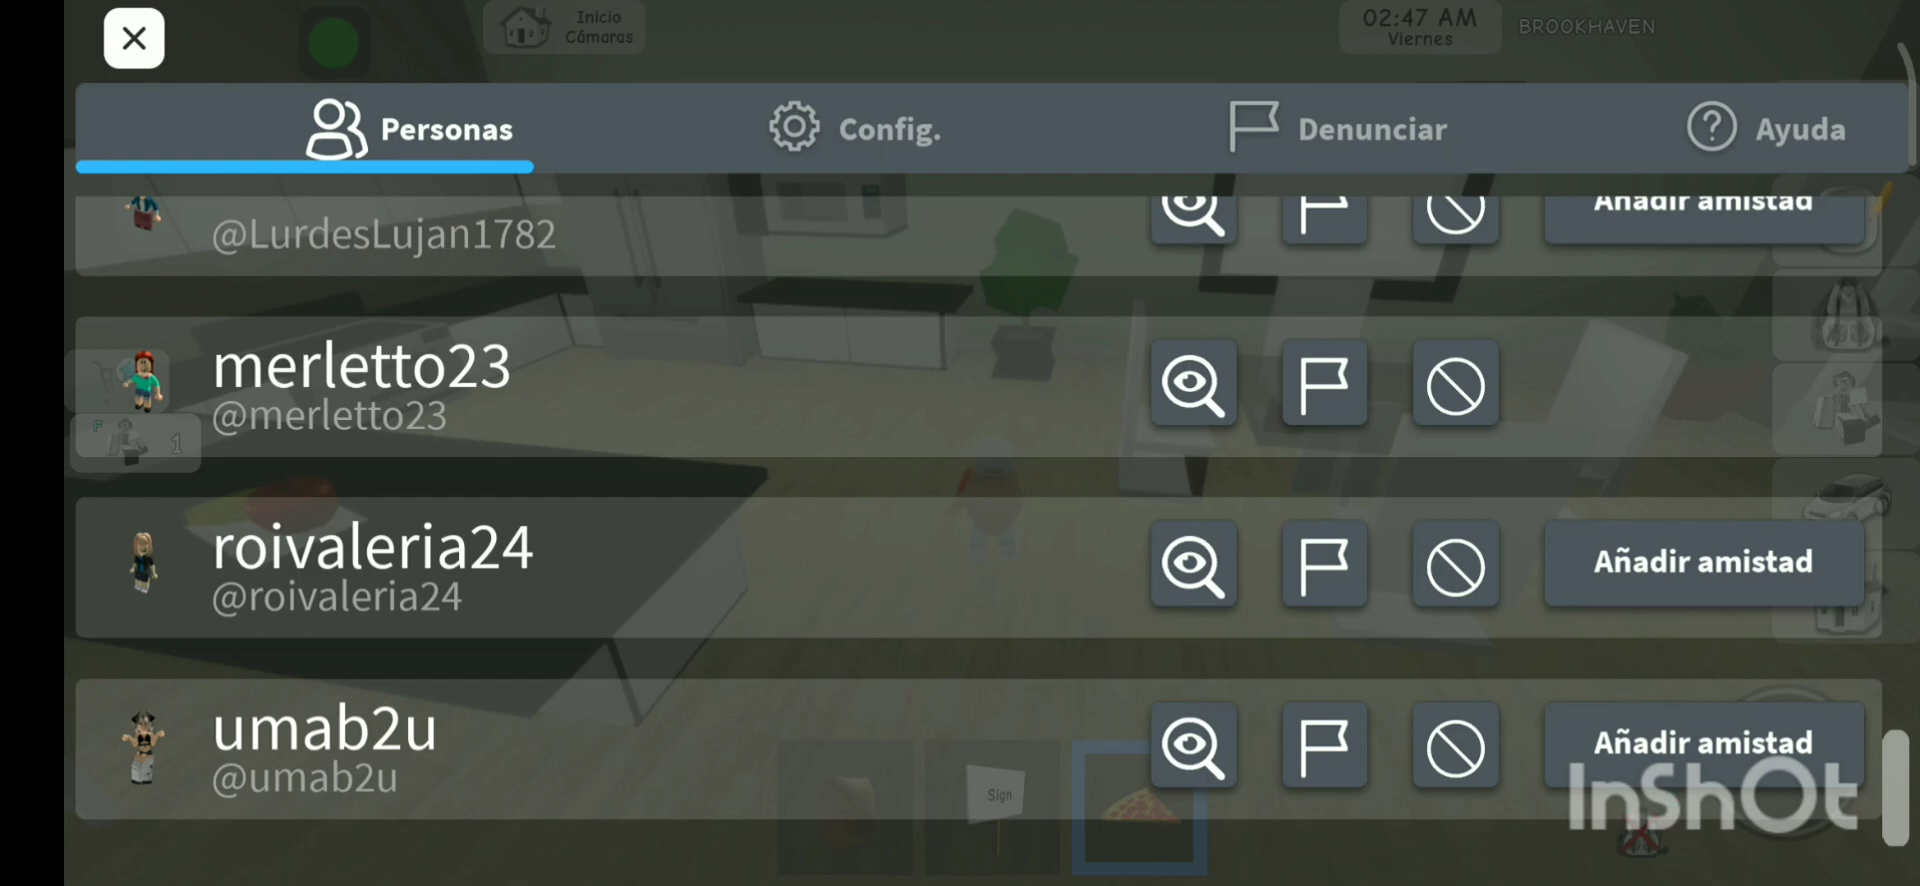 Inicio
Cámaras
02:47 AM
Viernes
BROOKHAVEN
Personas
Config.
Denunciar
Ayuda
@LurdesLujan1782
Añadir amistad
merletto23
@merletto23
F
1
roivaleria24
@roivaleria24
Añadir amistad
umab2u
@umab2u
Añadir amistad
Sign
InShOt